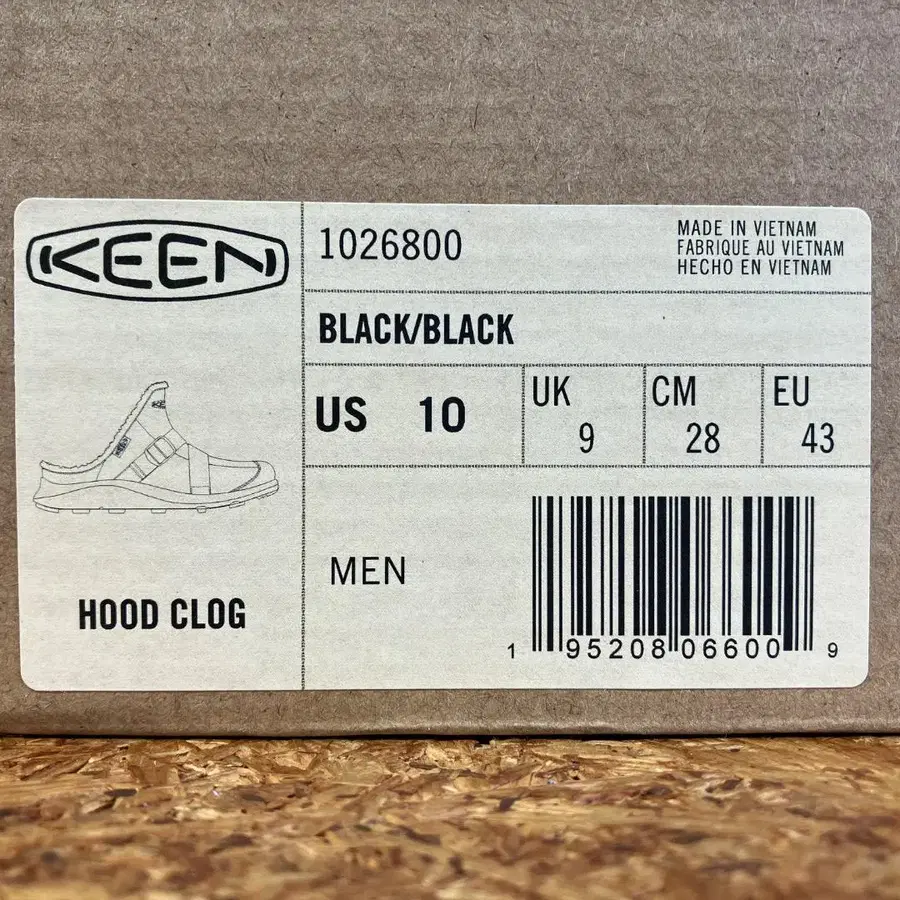 KEEN
1026800
MADE IN VIETNAM
FABRIQUE AU VIETNAM
HECHO EN VIETNAM
BLACK/BLACK
US 10
UK 9
CM 28
EU 43
KEEN
HOOD CLOG
MEN
1 95208 06600 9